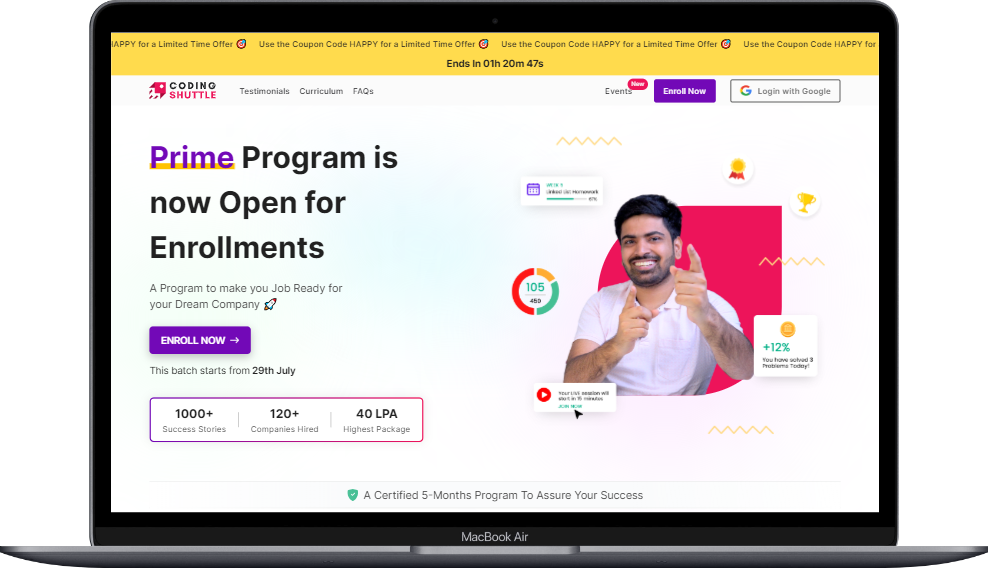 HAPPY for a Limited Time Offer 🎯 Use the Coupon Code HAPPY for a Limited Time Offer 🎯 Use the Coupon Code HAPPY for a Limited Time Offer 🎯 Use the Coupon Code HAPPY for
Ends In 01h 20m 47s
CODING
SHUTTLE
Testimonials Curriculum FAQs
Events New
Enroll Now
Login with Google
Prime Program is
now Open for
Enrollments
A Program to make you Job Ready for
your Dream Company 🚀
ENROLL NOW →
This batch starts from 29th July
1000+ 120+ 40 LPA
Success Stories Companies Hired Highest Package
WEEK 5
Linked List Homework
67%
105
450
+12%
You have solved 3
Problems Today!
Your LIVE session will
start in 15 minutes
JOIN NOW
A Certified 5-Months Program To Assure Your Success
MacBook Air